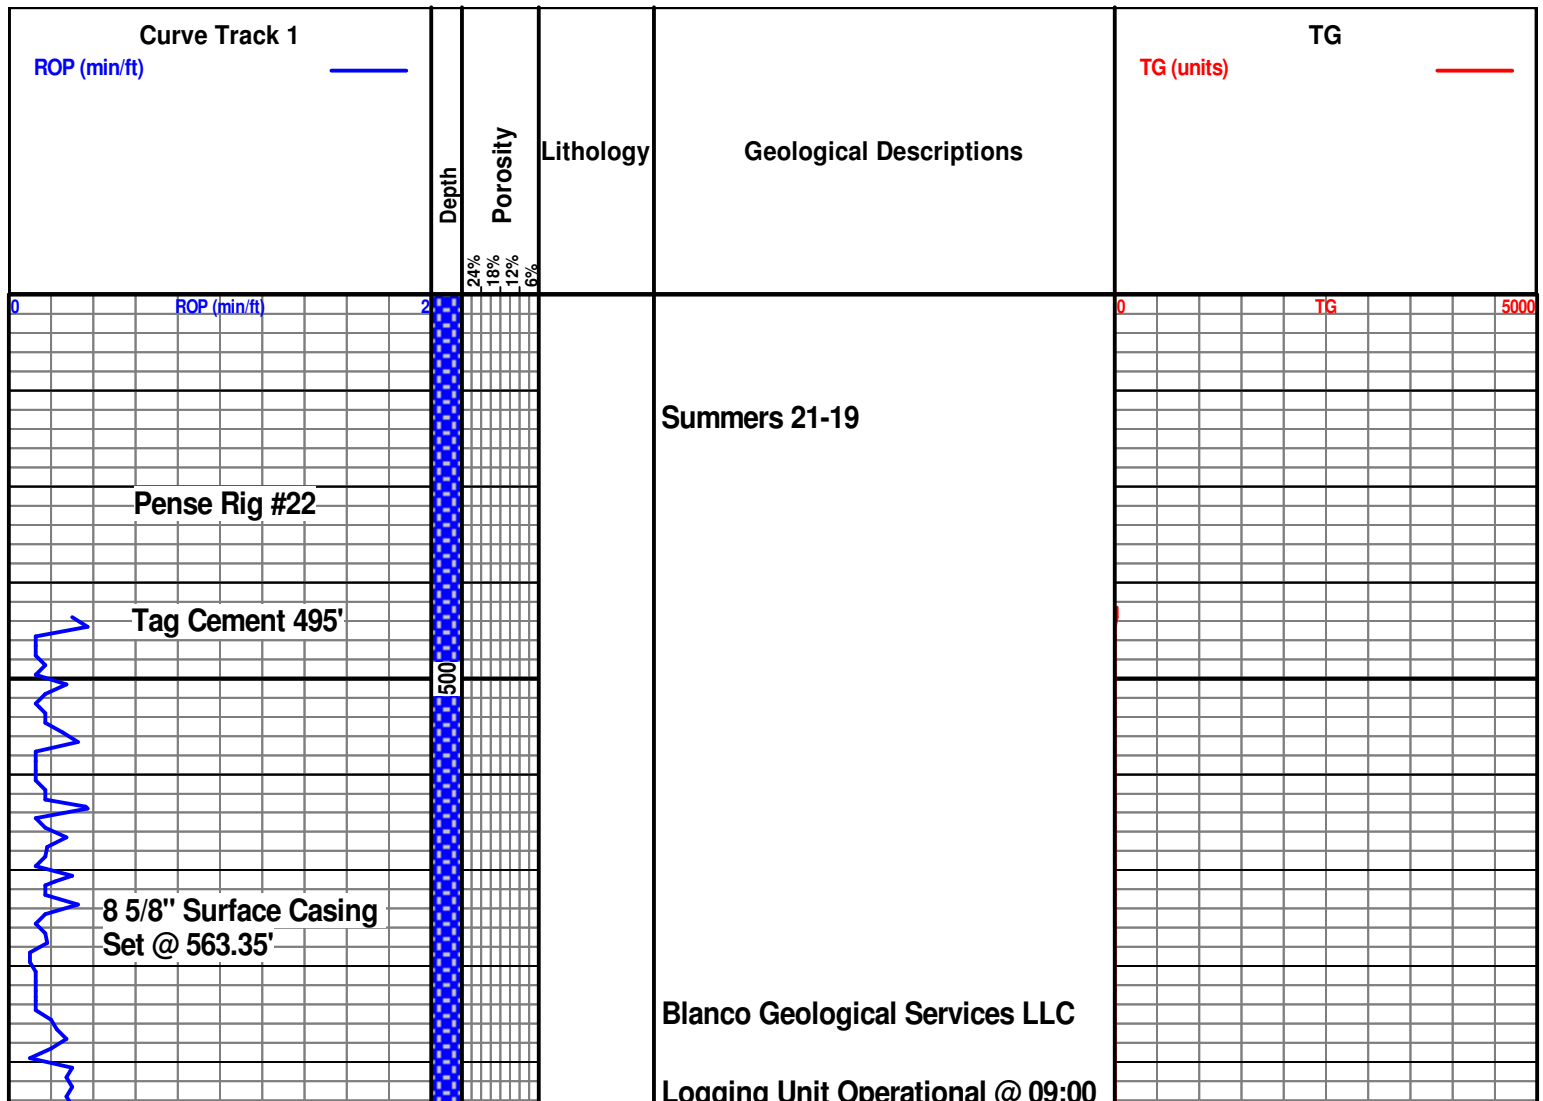 Curve Track 1
ROP (min/ft)
Depth
Porosity
24%
18%
12%
6%
Lithology
Geological Descriptions
TG
TG (units)
0 ROP (min/ft) 2
0 TG 5000
Summers 21-19
Pense Rig #22
Tag Cement 495'
500
8 5/8" Surface Casing
Set @ 563.35'
Blanco Geological Services LLC
Logging Unit Operational @ 09:00